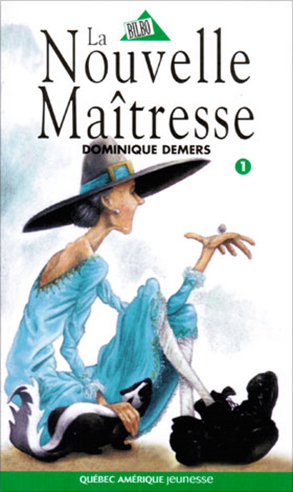 BILBO
La
Nouvelle
Maîtresse
DOMINIQUE DEMERS
1
QUÉBEC AMÉRIQUE jeunesse